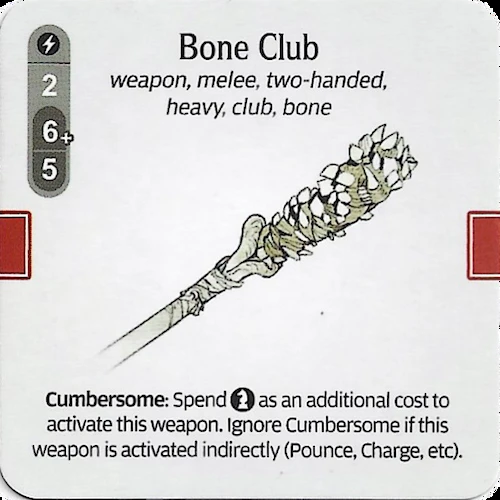 Bone Club
weapon, melee, two-handed,
heavy, club, bone
2
6+
5
Cumbersome: Spend as an additional cost to
activate this weapon. Ignore Cumbersome if this
weapon is activated indirectly (Pounce, Charge, etc).